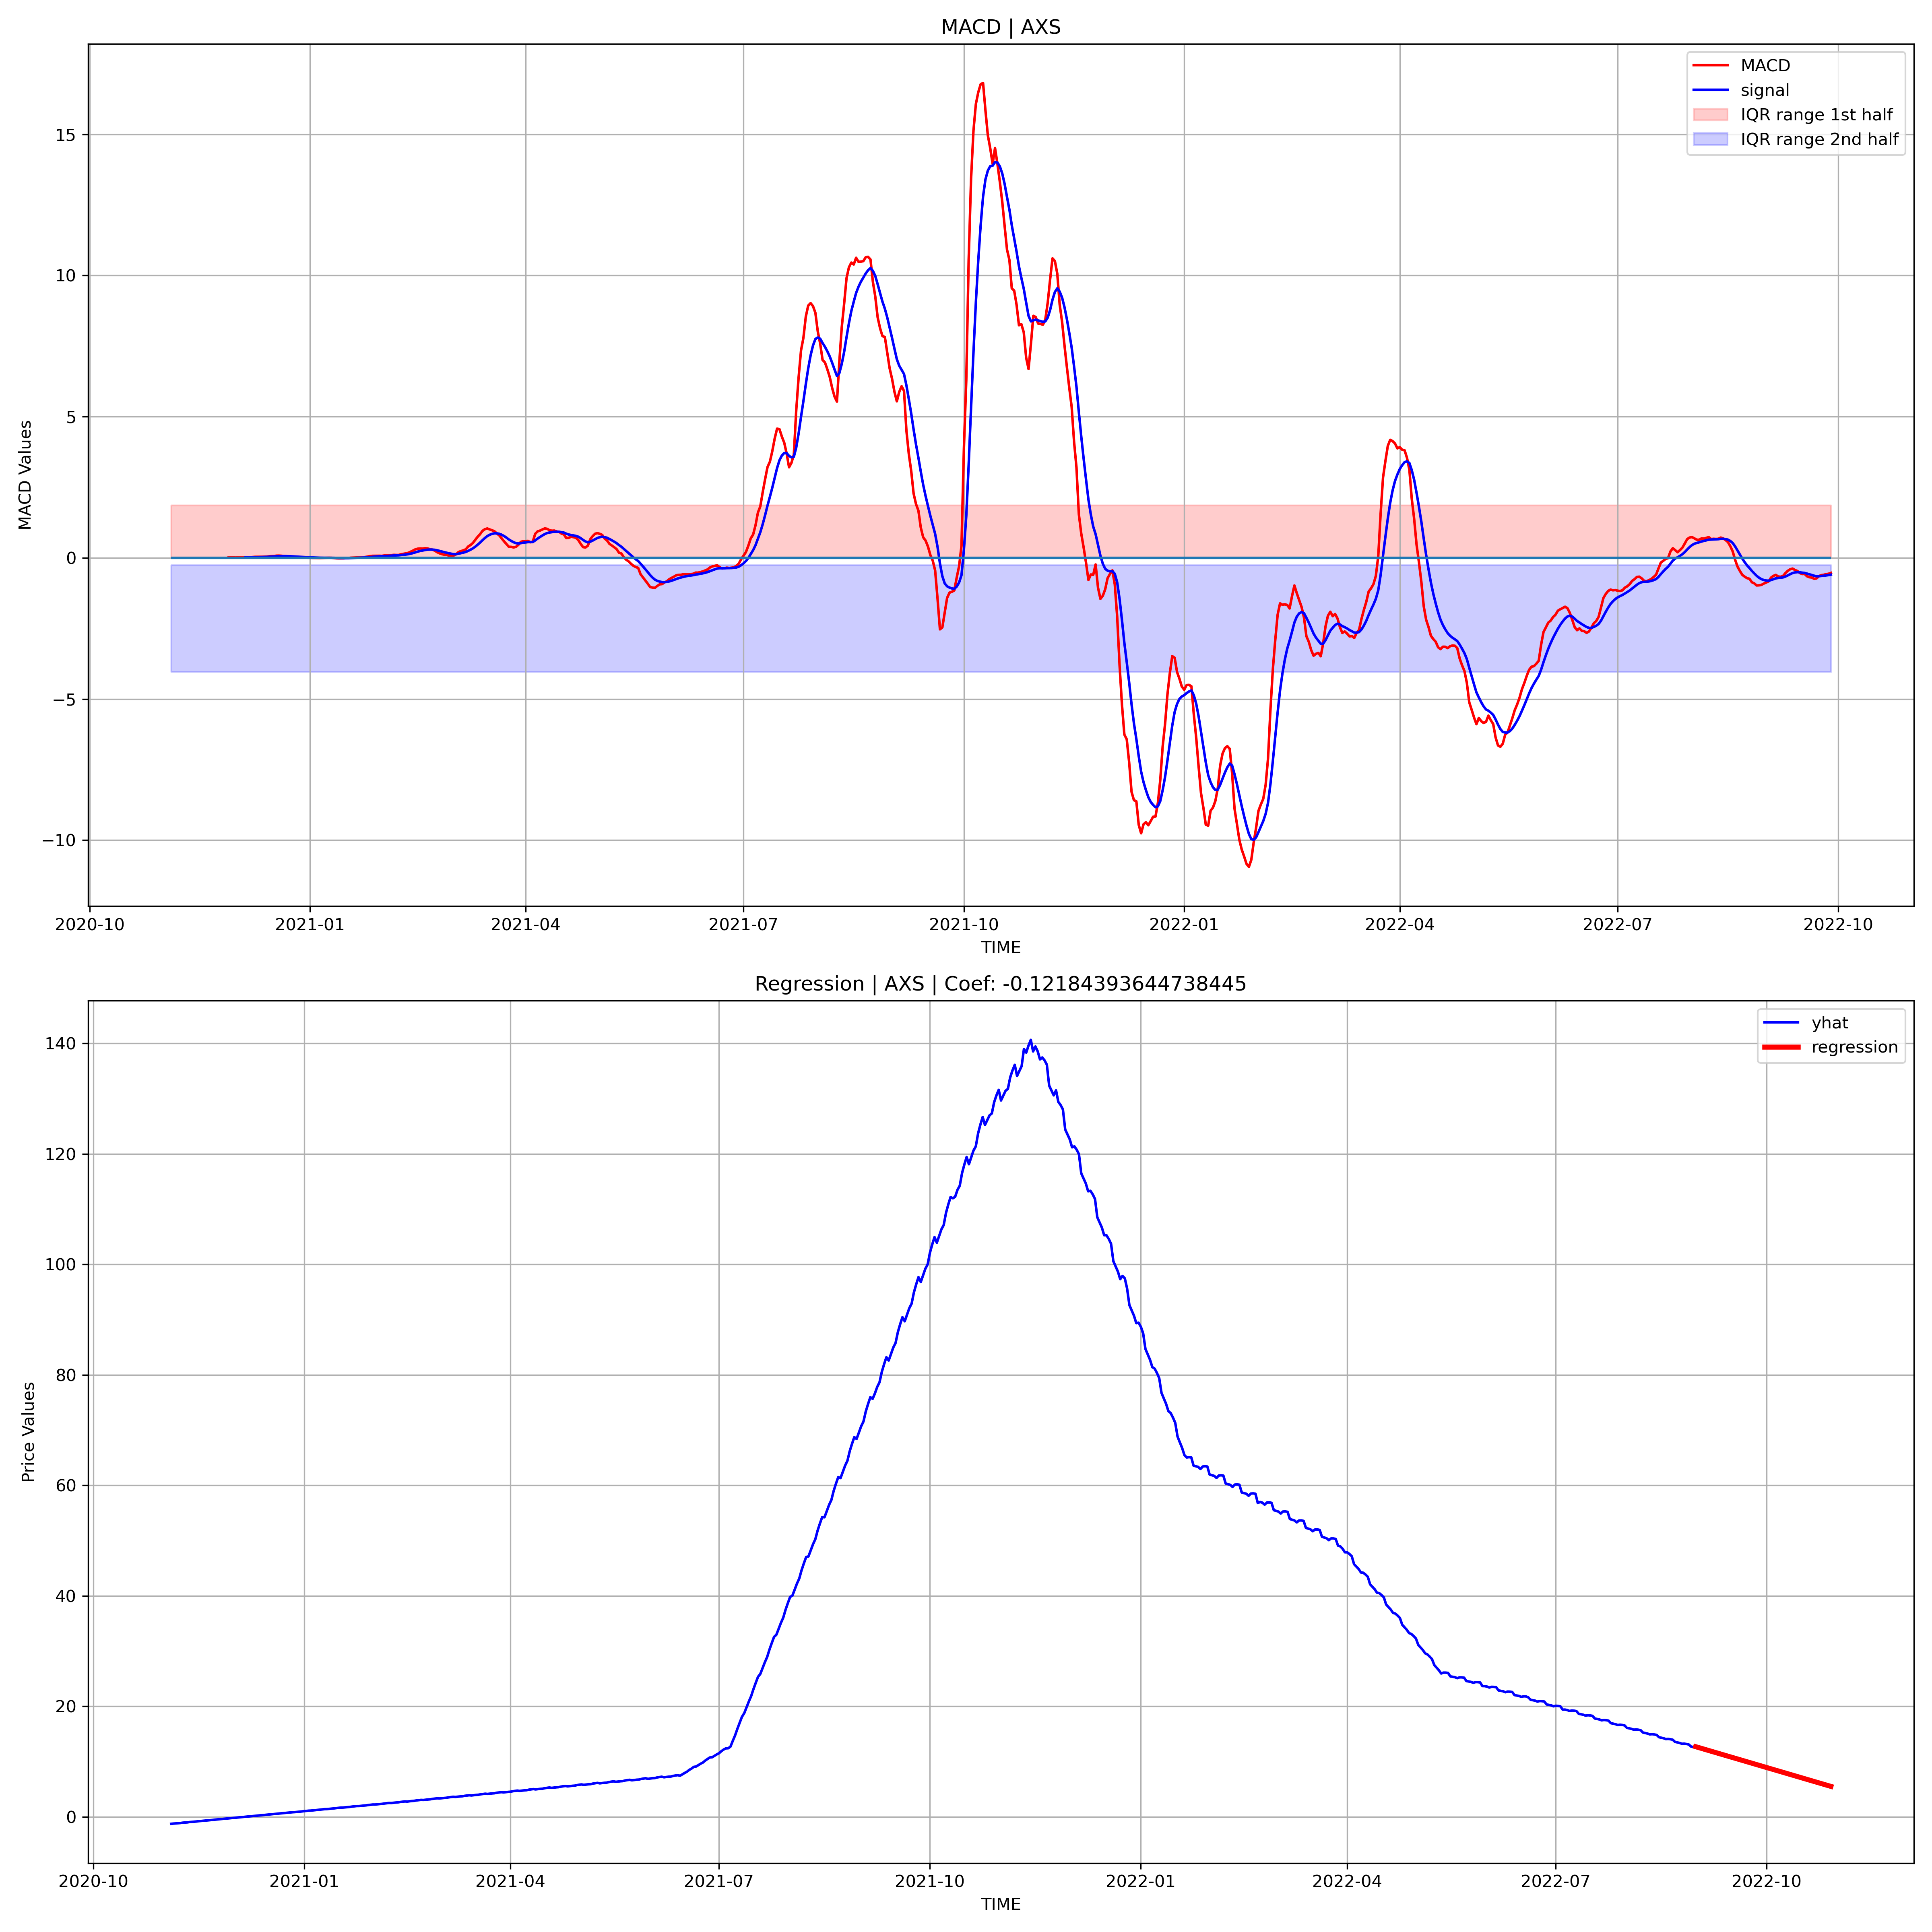 MACD | AXS
MACD
signal
IQR range 1st half
IQR range 2nd half
15
10
5
0
−5
−10
MACD Values
2020-10 2021-01 2021-04 2021-07 2021-10 2022-01 2022-04 2022-07 2022-10
TIME
Regression | AXS | Coef: -0.12184393644738445
yhat
regression
140
120
100
80
60
40
20
0
Price Values
2020-10 2021-01 2021-04 2021-07 2021-10 2022-01 2022-04 2022-07 2022-10
TIME